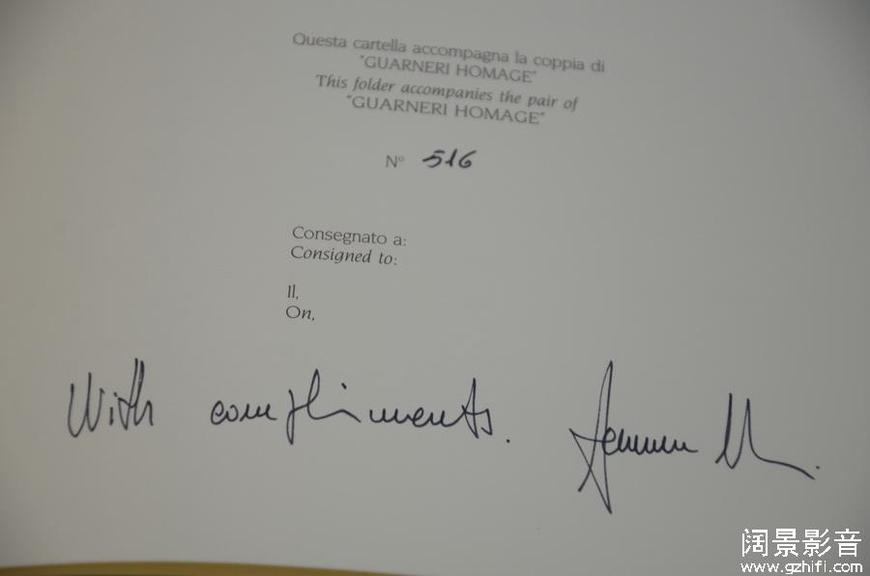 Questa cartella accompagna la coppia di
"GUARNERI HOMAGE"
This folder accompanies the pair of
"GUARNERI HOMAGE"
N° 516
Consegnato a:
Consigned to:
Il,
On,
With compliments.
阔景影音
www.gzhifi.com